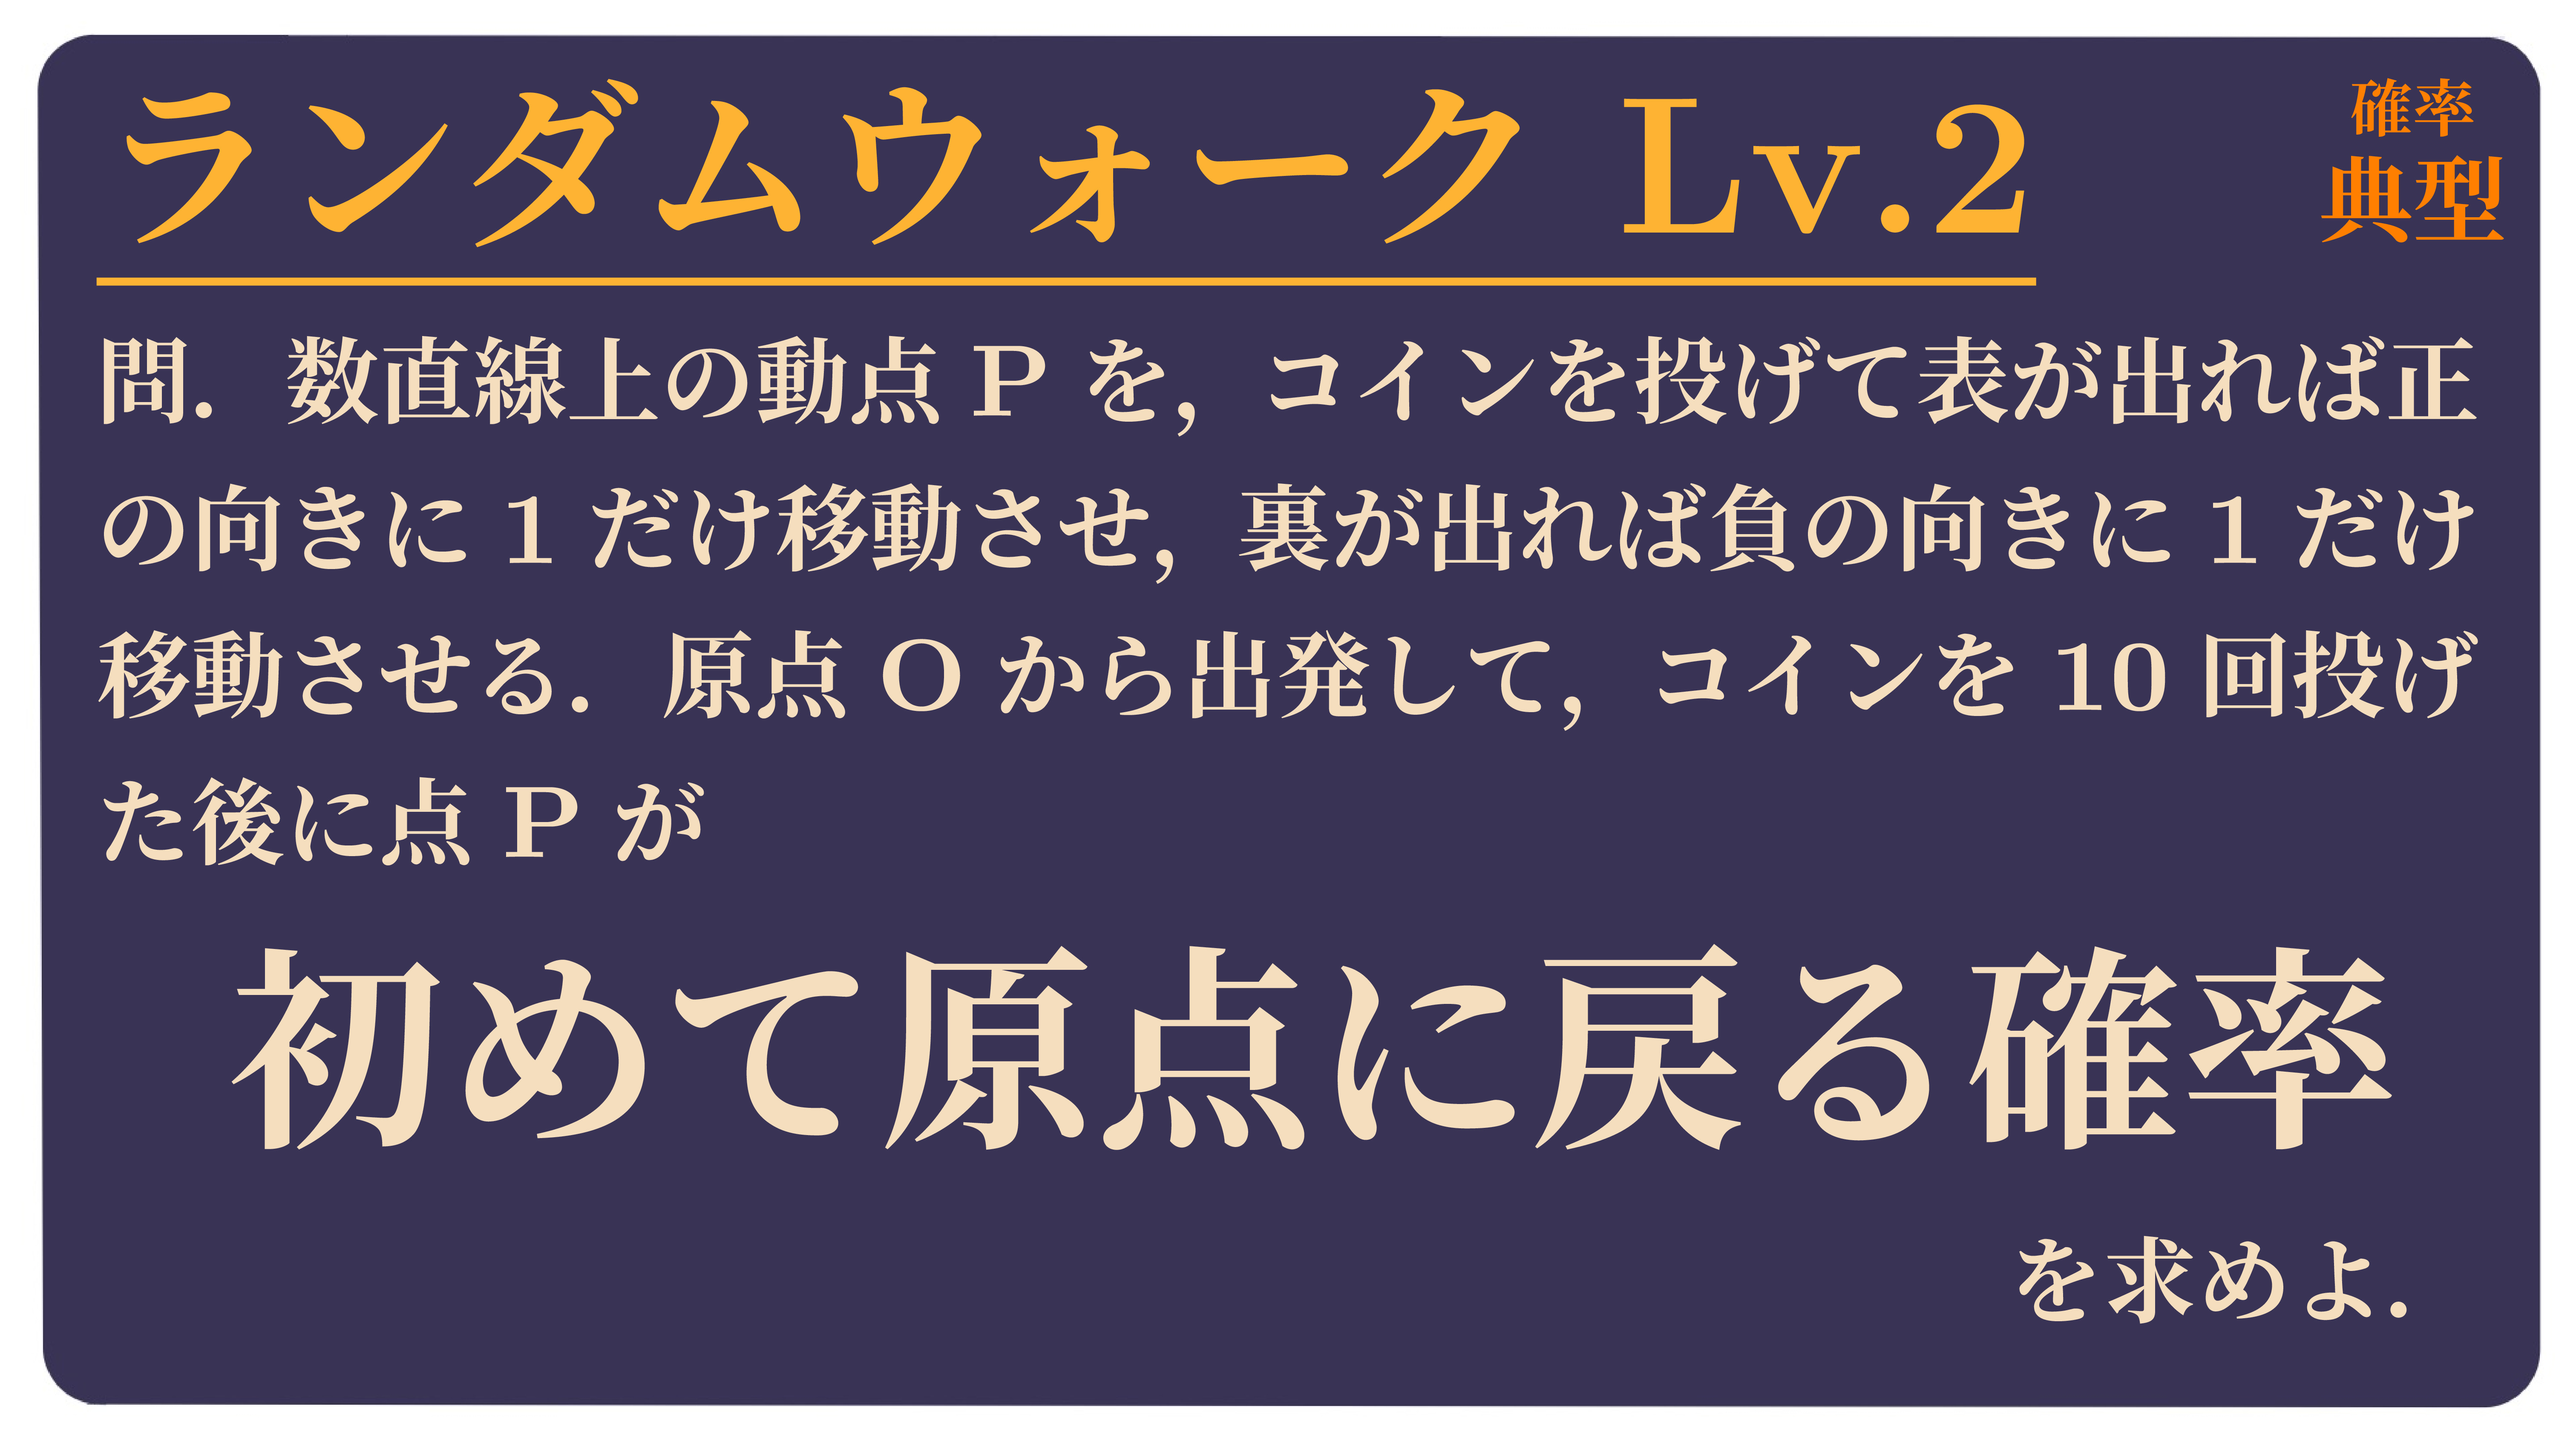 ランダムウォーク Lv.2
確率
典型
問．数直線上の動点 P を，コインを投げて表が出れば正
の向きに 1 だけ移動させ，裏が出れば負の向きに 1 だけ
移動させる．原点 O から出発して，コインを 10 回投げ
た後に点 P が
初めて原点に戻る確率
を求めよ．